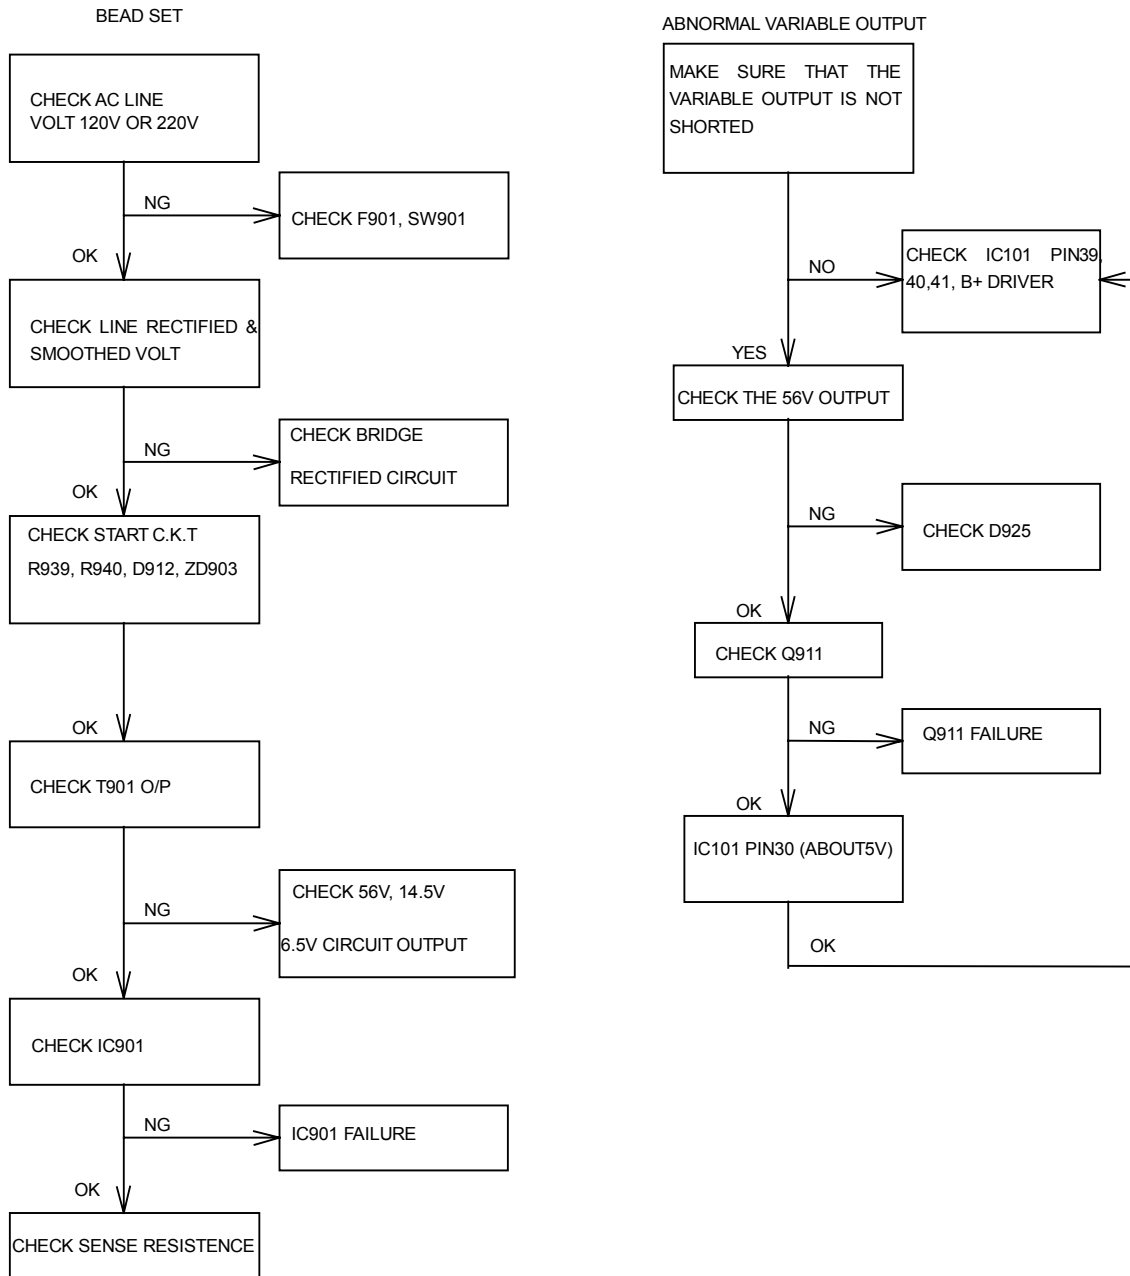 BEAD SET
CHECK AC LINE
VOLT 120V OR 220V
NG
CHECK F901, SW901
OK
CHECK LINE RECTIFIED &
SMOOTHED VOLT
NG
CHECK BRIDGE
RECTIFIED CIRCUIT
OK
CHECK START C.K.T
R939, R940, D912, ZD903
OK
CHECK T901 O/P
NG
CHECK 56V, 14.5V
6.5V CIRCUIT OUTPUT
OK
CHECK IC901
NG
IC901 FAILURE
OK
CHECK SENSE RESISTENCE
ABNORMAL VARIABLE OUTPUT
MAKE SURE THAT THE
VARIABLE OUTPUT IS NOT
SHORTED
NO
CHECK IC101 PIN39,
40,41, B+ DRIVER
YES
CHECK THE 56V OUTPUT
NG
CHECK D925
OK
CHECK Q911
NG
Q911 FAILURE
OK
IC101 PIN30 (ABOUT5V)
OK